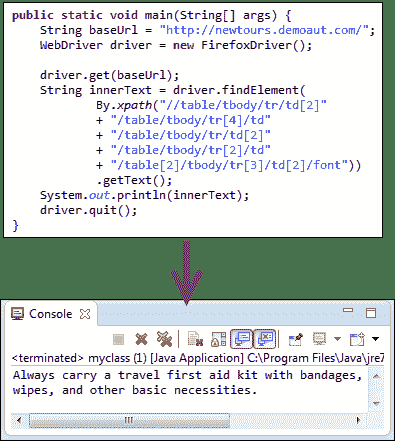 public static void main(String[] args) {
String baseUrl = "http://newtours.demoaut.com/";
WebDriver driver = new FirefoxDriver();
driver.get(baseUrl);
String innerText = driver.findElement(
By.xpath("//table/tbody/tr/td[2]"
+ "/table/tbody/tr[4]/td"
+ "/table/tbody/tr/td[2]"
+ "/table/tbody/tr[2]/td"
+ "/table[2]/tbody/tr[3]/td[2]/font"))
.getText();
System.out.println(innerText);
driver.quit();
}
Console
<terminated> myclass (1) [Java Application] C:\Program Files\Java\jre7
Always carry a travel first aid kit with bandages,
wipes, and other basic necessities.